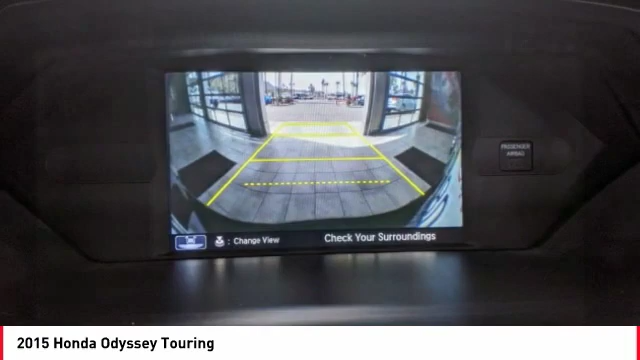 PASSENGER
AIRBAG
: Change View
Check Your Surroundings
2015 Honda Odyssey Touring